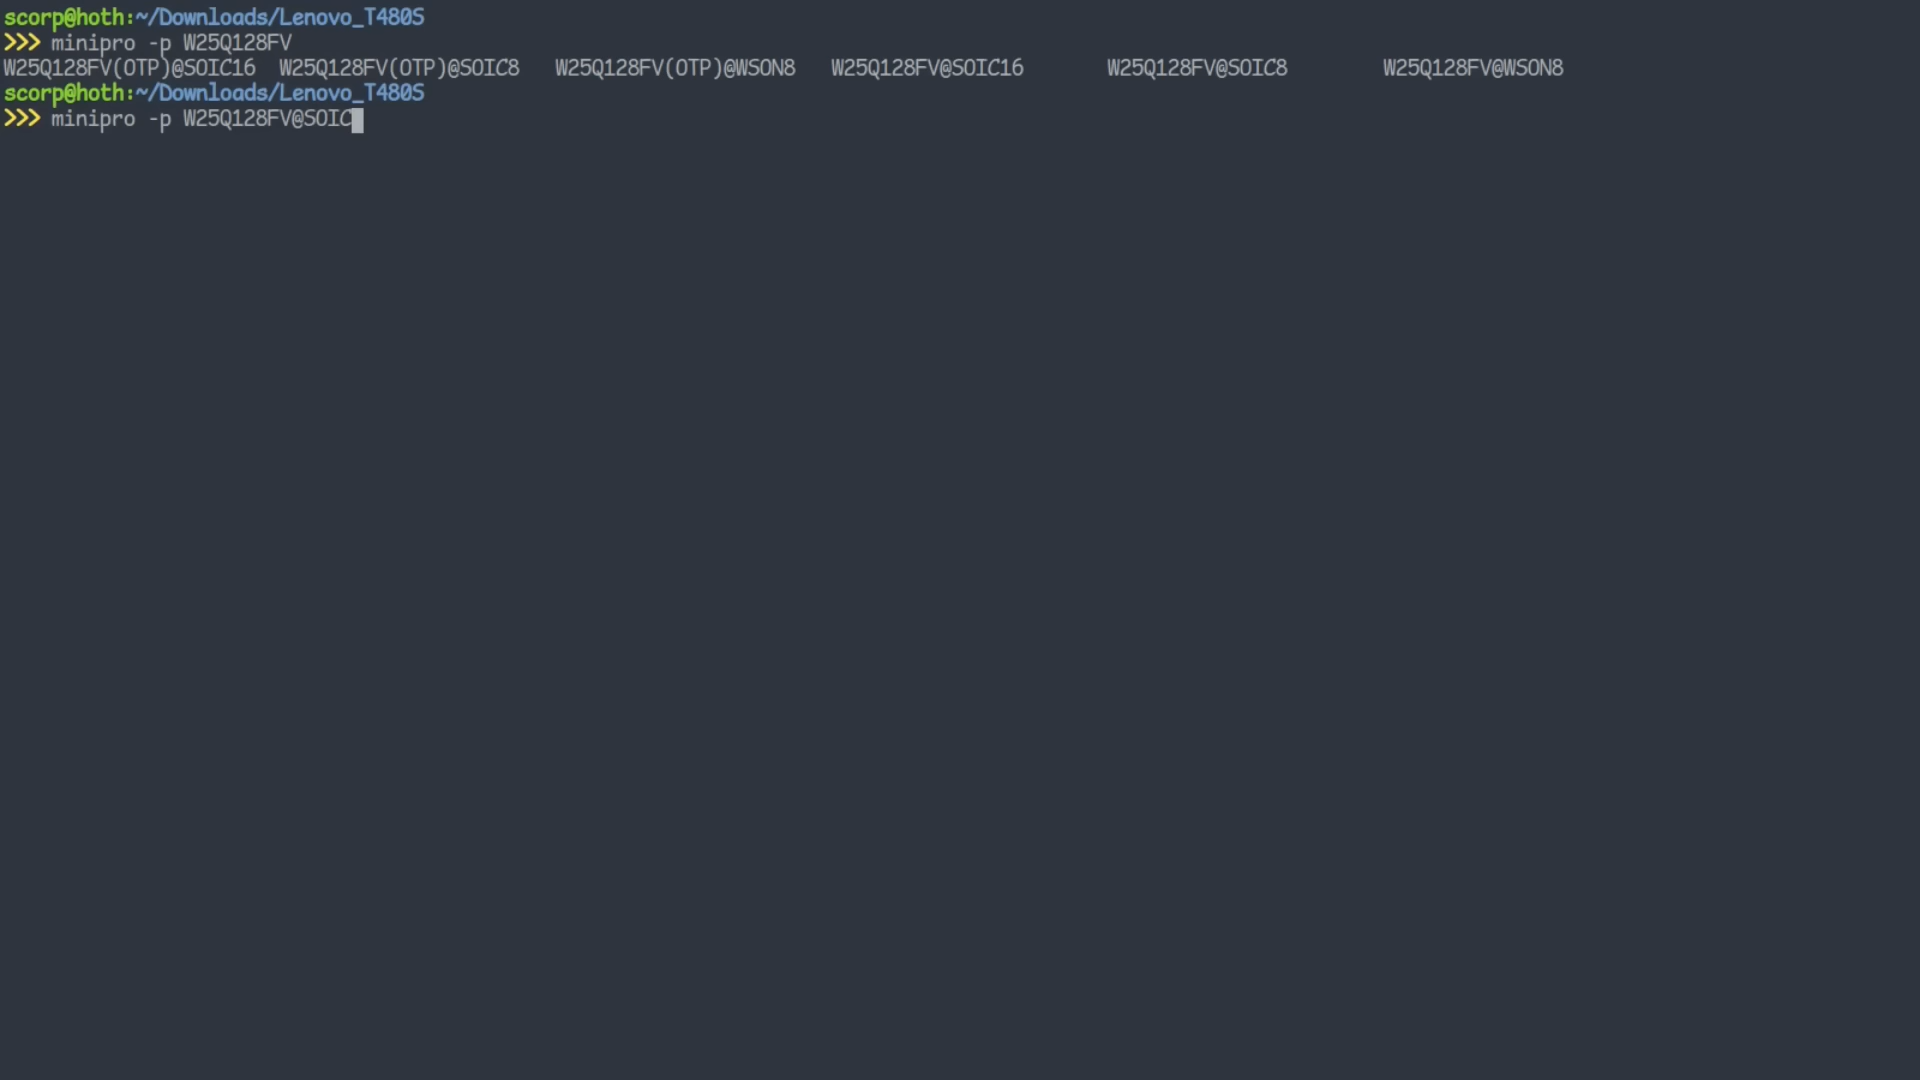 scorp@hoth:~/Downloads/Lenovo_T480S
>>> minipro -p W25Q128FV
W25Q128FV(OTP)@SOIC16  W25Q128FV(OTP)@SOIC8   W25Q128FV(OTP)@WSON8   W25Q128FV@SOIC16       W25Q128FV@SOIC8        W25Q128FV@WSON8
scorp@hoth:~/Downloads/Lenovo_T480S
>>> minipro -p W25Q128FV@SOIC